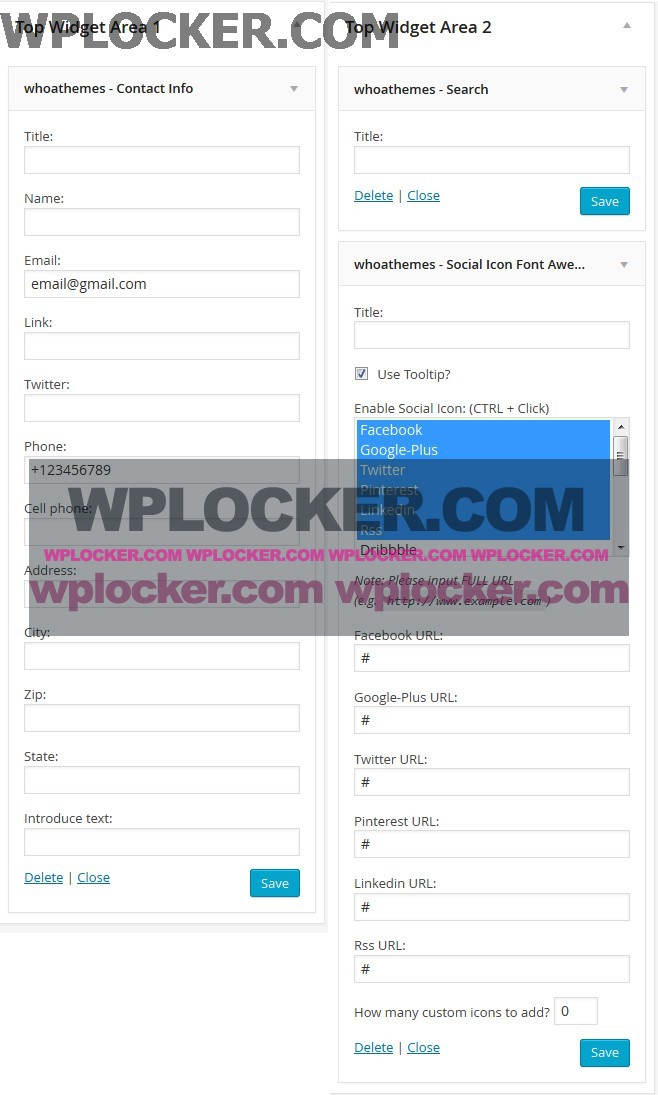 WPLOCKER.COM
Top Widget Area 1
whoathemes - Contact Info
Title:
Name:
Email:
email@gmail.com
Link:
Twitter:
Phone:
+123456789
Cell phone:
Address:
City:
Zip:
State:
Introduce text:
Delete | Close
Save
Top Widget Area 2
whoathemes - Search
Title:
Delete | Close
Save
whoathemes - Social Icon Font Awe...
Title:
Use Tooltip?
Enable Social Icon: (CTRL + Click)
Facebook
Google-Plus
Twitter
Pinterest
Linkedin
Rss
Dribbble
WPLOCKER.COM
WPLOCKER.COM WPLOCKER.COM WPLOCKER.COM WPLOCKER.COM
wplocker.com wplocker.com
Note: Please input FULL URL
(e.g. http://www.example.com)
Facebook URL:
#
Google-Plus URL:
#
Twitter URL:
#
Pinterest URL:
#
Linkedin URL:
#
Rss URL:
#
How many custom icons to add? 0
Delete | Close
Save